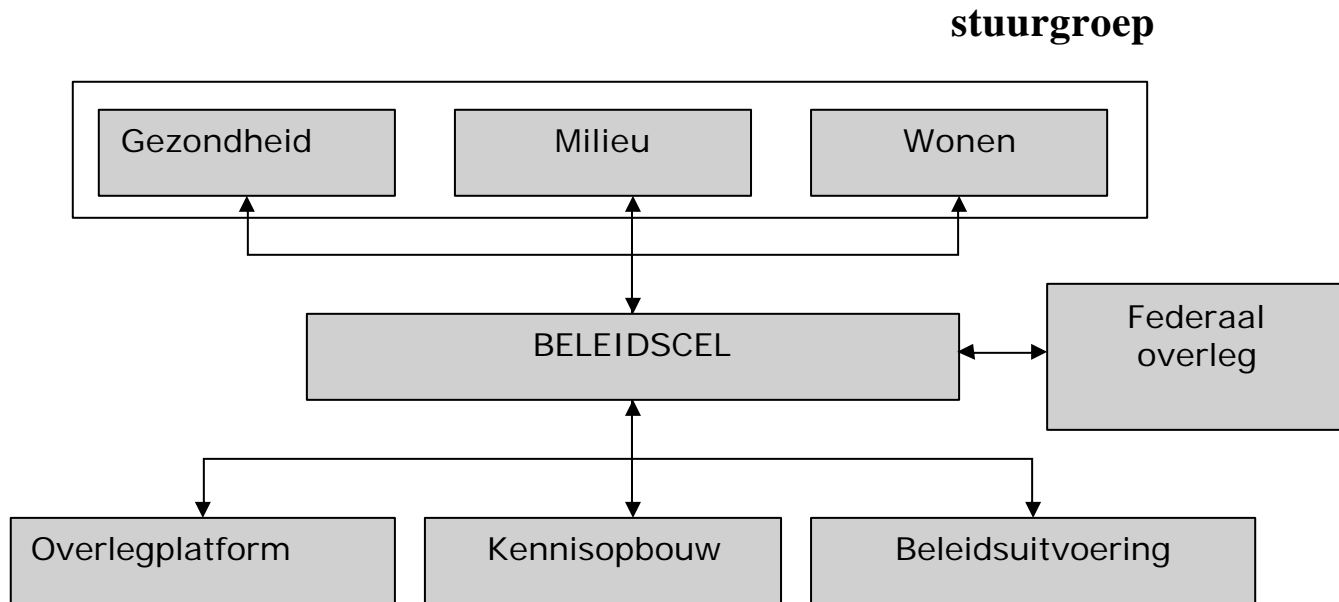 stuurgroep
Gezondheid
Milieu
Wonen
BELEIDSCEL
Federaal
overleg
Overlegplatform
Kennisopbouw
Beleidsuitvoering